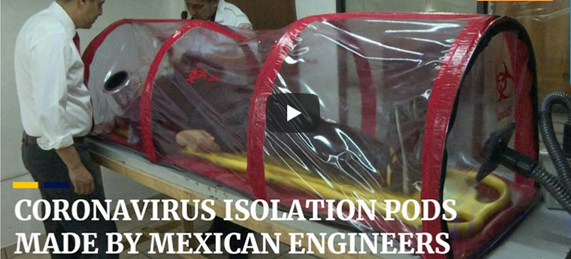 CORONAVIRUS ISOLATION PODS
MADE BY MEXICAN ENGINEERS